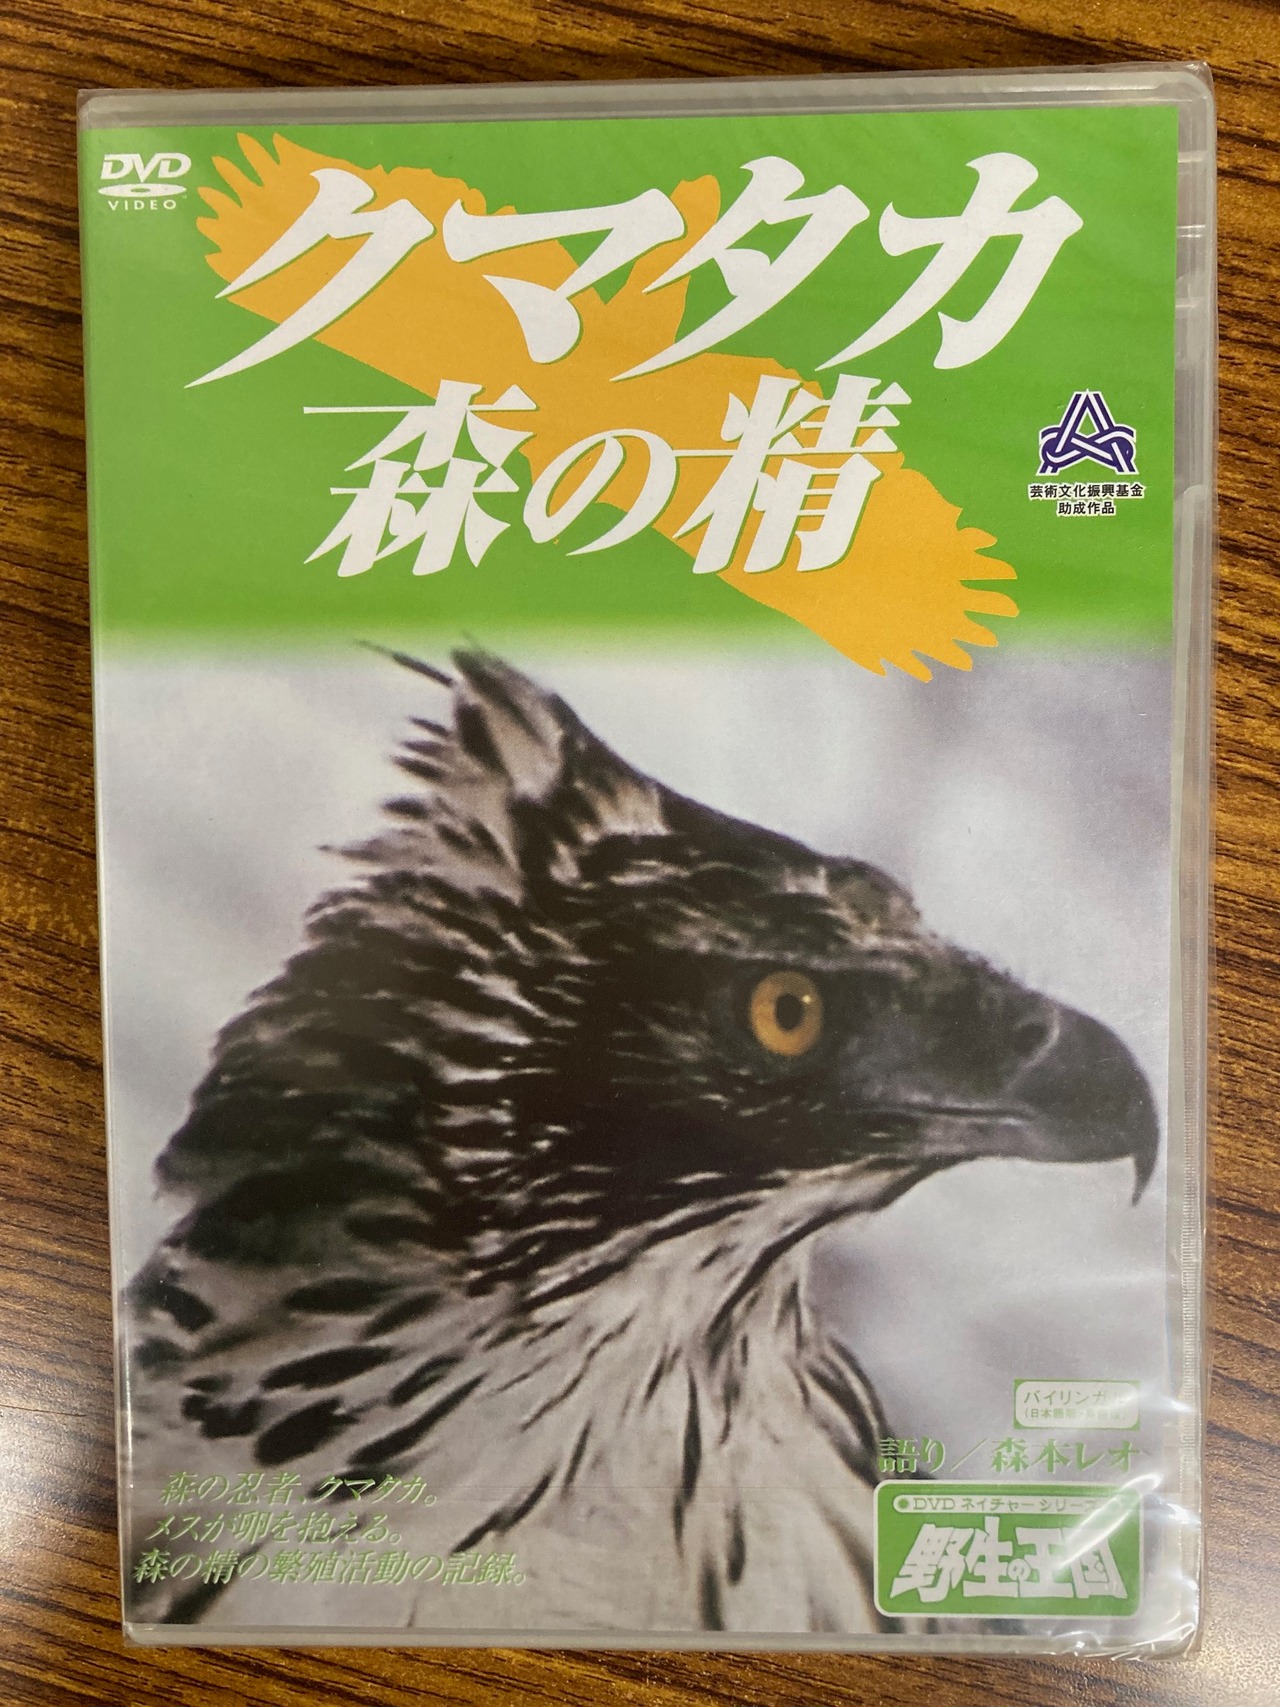 DVD
VIDEO
クマタカ
森の精
芸術文化振興基金
助成作品
バイリンガル
語り／森本レオ
森の忍者、クマタカ。
メスが卵を抱える。
森の精の繁殖活動の記録。
●DVD ネイチャーシリーズ
野生の王国